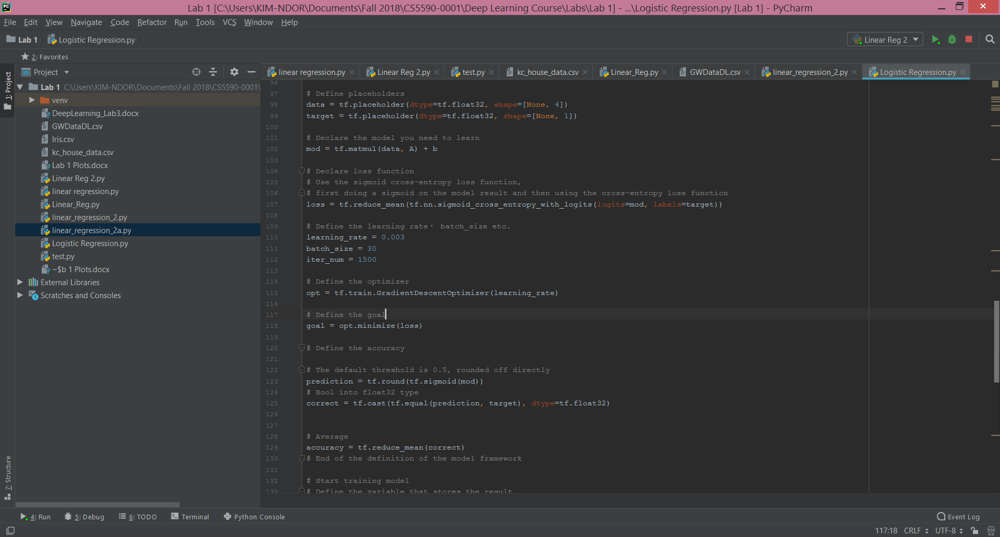 PC
Lab 1 [C:\Users\KIM-NDOR\Documents\Fall 2018\CS5590-0001\Deep Learning Course\Labs\Lab 1] - ...\Logistic Regression.py [Lab 1] - PyCharm
File Edit View Navigate Code Refactor Run Tools VCS Window Help
Lab 1 Logistic Regression.py
Linear Reg 2
2: Favorites
1: Project
Project
linear regression.py Linear Reg 2.py test.py kc_house_data.csv Linear_Reg.py GWDataDL.csv linear_regression_2.py Logistic Regression.py
Lab 1 C:\Users\KIM-NDOR\Documents\Fall 2018\CS5590-0001\
venv
DeepLearning_Lab3.docx
GWDataDL.csv
Iris.csv
kc_house_data.csv
Lab 1 Plots.docx
Linear Reg 2.py
linear regression.py
Linear_Reg.py
linear_regression_2.py
linear_regression_2a.py
Logistic Regression.py
test.py
~$b 1 Plots.docx
External Libraries
Scratches and Consoles
7: Structure
96
97 # Define placeholders
98 data = tf.placeholder(dtype=tf.float32, shape=[None, 4])
99 target = tf.placeholder(dtype=tf.float32, shape=[None, 1])
100
101 # Declare the model you need to learn
102 mod = tf.matmul(data, A) + b
103
104 # Declare loss function
105 # Use the sigmoid cross-entropy loss function,
106 # first doing a sigmoid on the model result and then using the cross-entropy loss function
107 loss = tf.reduce_mean(tf.nn.sigmoid_cross_entropy_with_logits(logits=mod, labels=target))
108
109 # Define the learning rate， batch_size etc.
110 learning_rate = 0.003
111 batch_size = 30
112 iter_num = 1500
113
114 # Define the optimizer
115 opt = tf.train.GradientDescentOptimizer(learning_rate)
116
117 # Define the goal
118 goal = opt.minimize(loss)
119
120 # Define the accuracy
121
122 # The default threshold is 0.5, rounded off directly
123 prediction = tf.round(tf.sigmoid(mod))
124 # Bool into float32 type
125 correct = tf.cast(tf.equal(prediction, target), dtype=tf.float32)
126
127
128 # Average
129 accuracy = tf.reduce_mean(correct)
130 # End of the definition of the model framework
131
132 # Start training model
133 # Define the variable that stores the result
4: Run 5: Debug 6: TODO Terminal Python Console Event Log
117:18 CRLF UTF-8